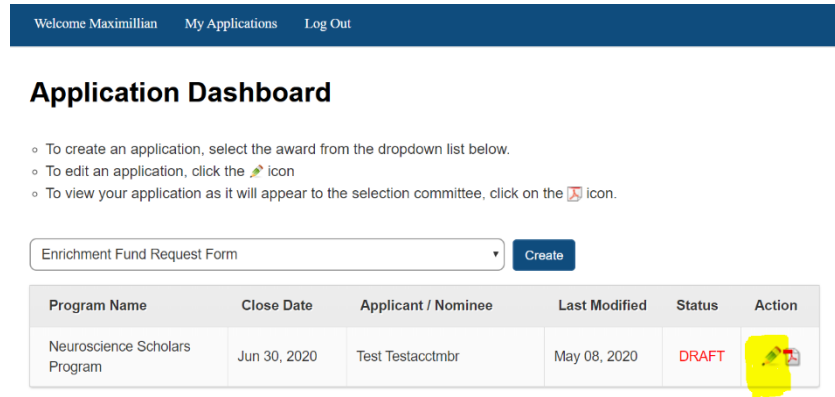 Welcome Maximillian My Applications Log Out
Application Dashboard
To create an application, select the award from the dropdown list below.
To edit an application, click the icon
To view your application as it will appear to the selection committee, click on the icon.
Enrichment Fund Request Form Create
Program Name Close Date Applicant / Nominee Last Modified Status Action
Neuroscience Scholars
Program Jun 30, 2020 Test Testacctmbr May 08, 2020 DRAFT